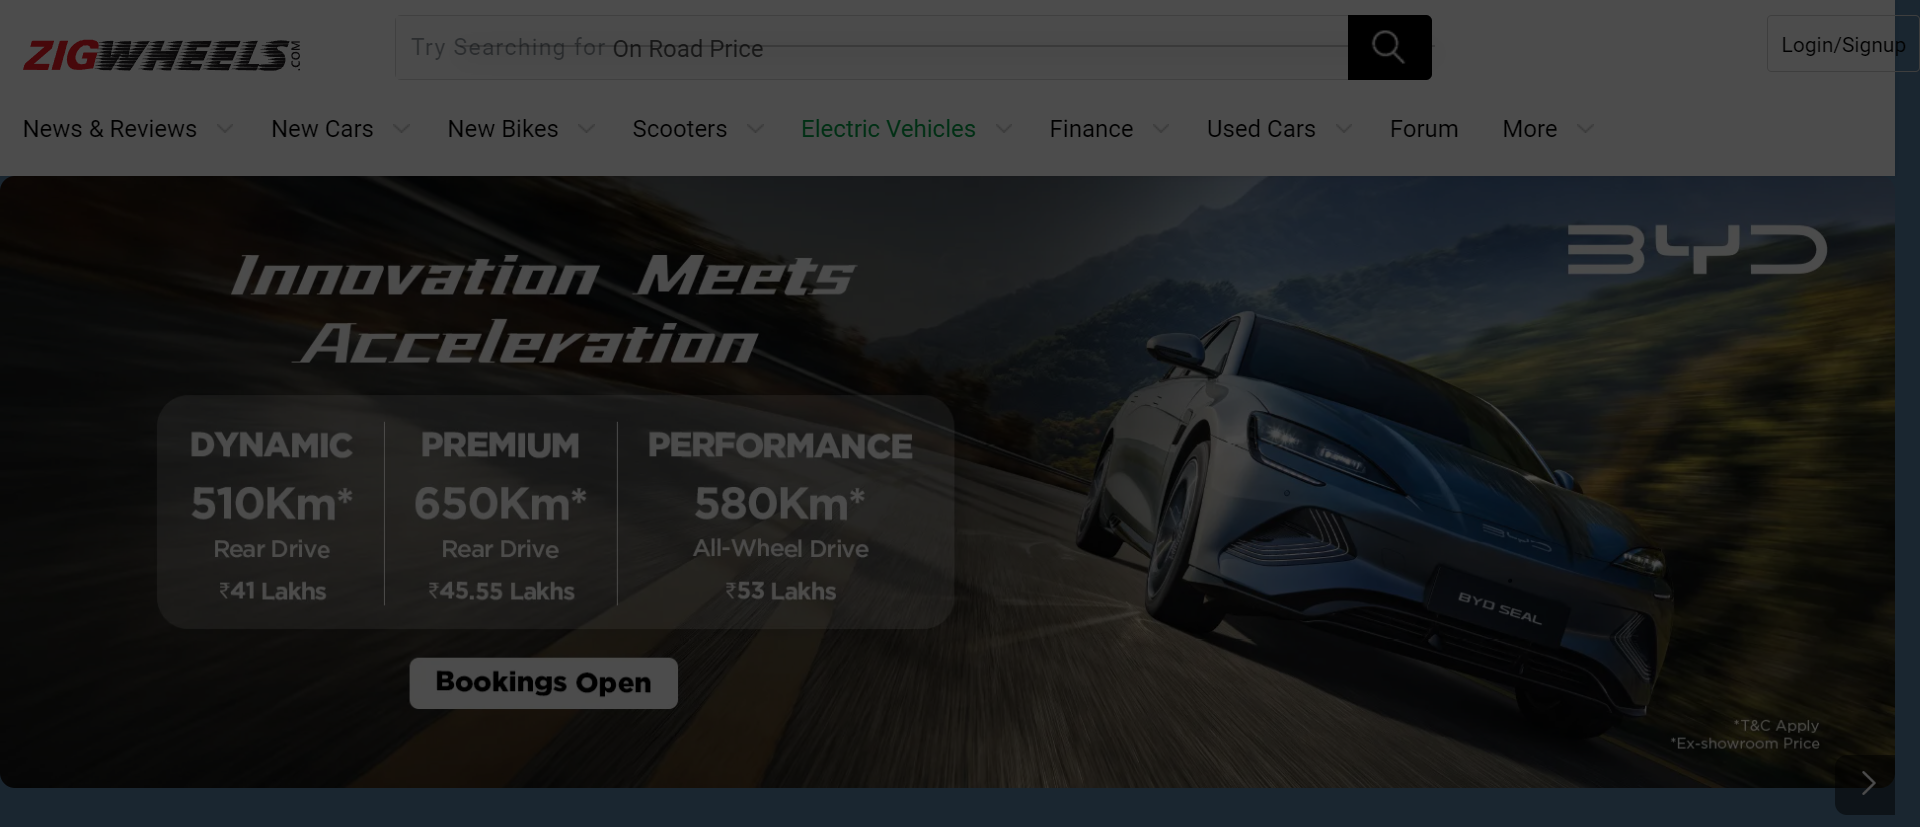 ZIGWHEELS.COM
Try Searching for On Road Price
Login/Signup
News & Reviews
New Cars
New Bikes
Scooters
Electric Vehicles
Finance
Used Cars
Forum
More
BYD
Innovation Meets
Acceleration
DYNAMIC
510Km*
Rear Drive
₹41 Lakhs
PREMIUM
650Km*
Rear Drive
₹45.55 Lakhs
PERFORMANCE
580Km*
All-Wheel Drive
₹53 Lakhs
Bookings Open
BYD
BYD SEAL
*T&C Apply
*Ex-showroom Price